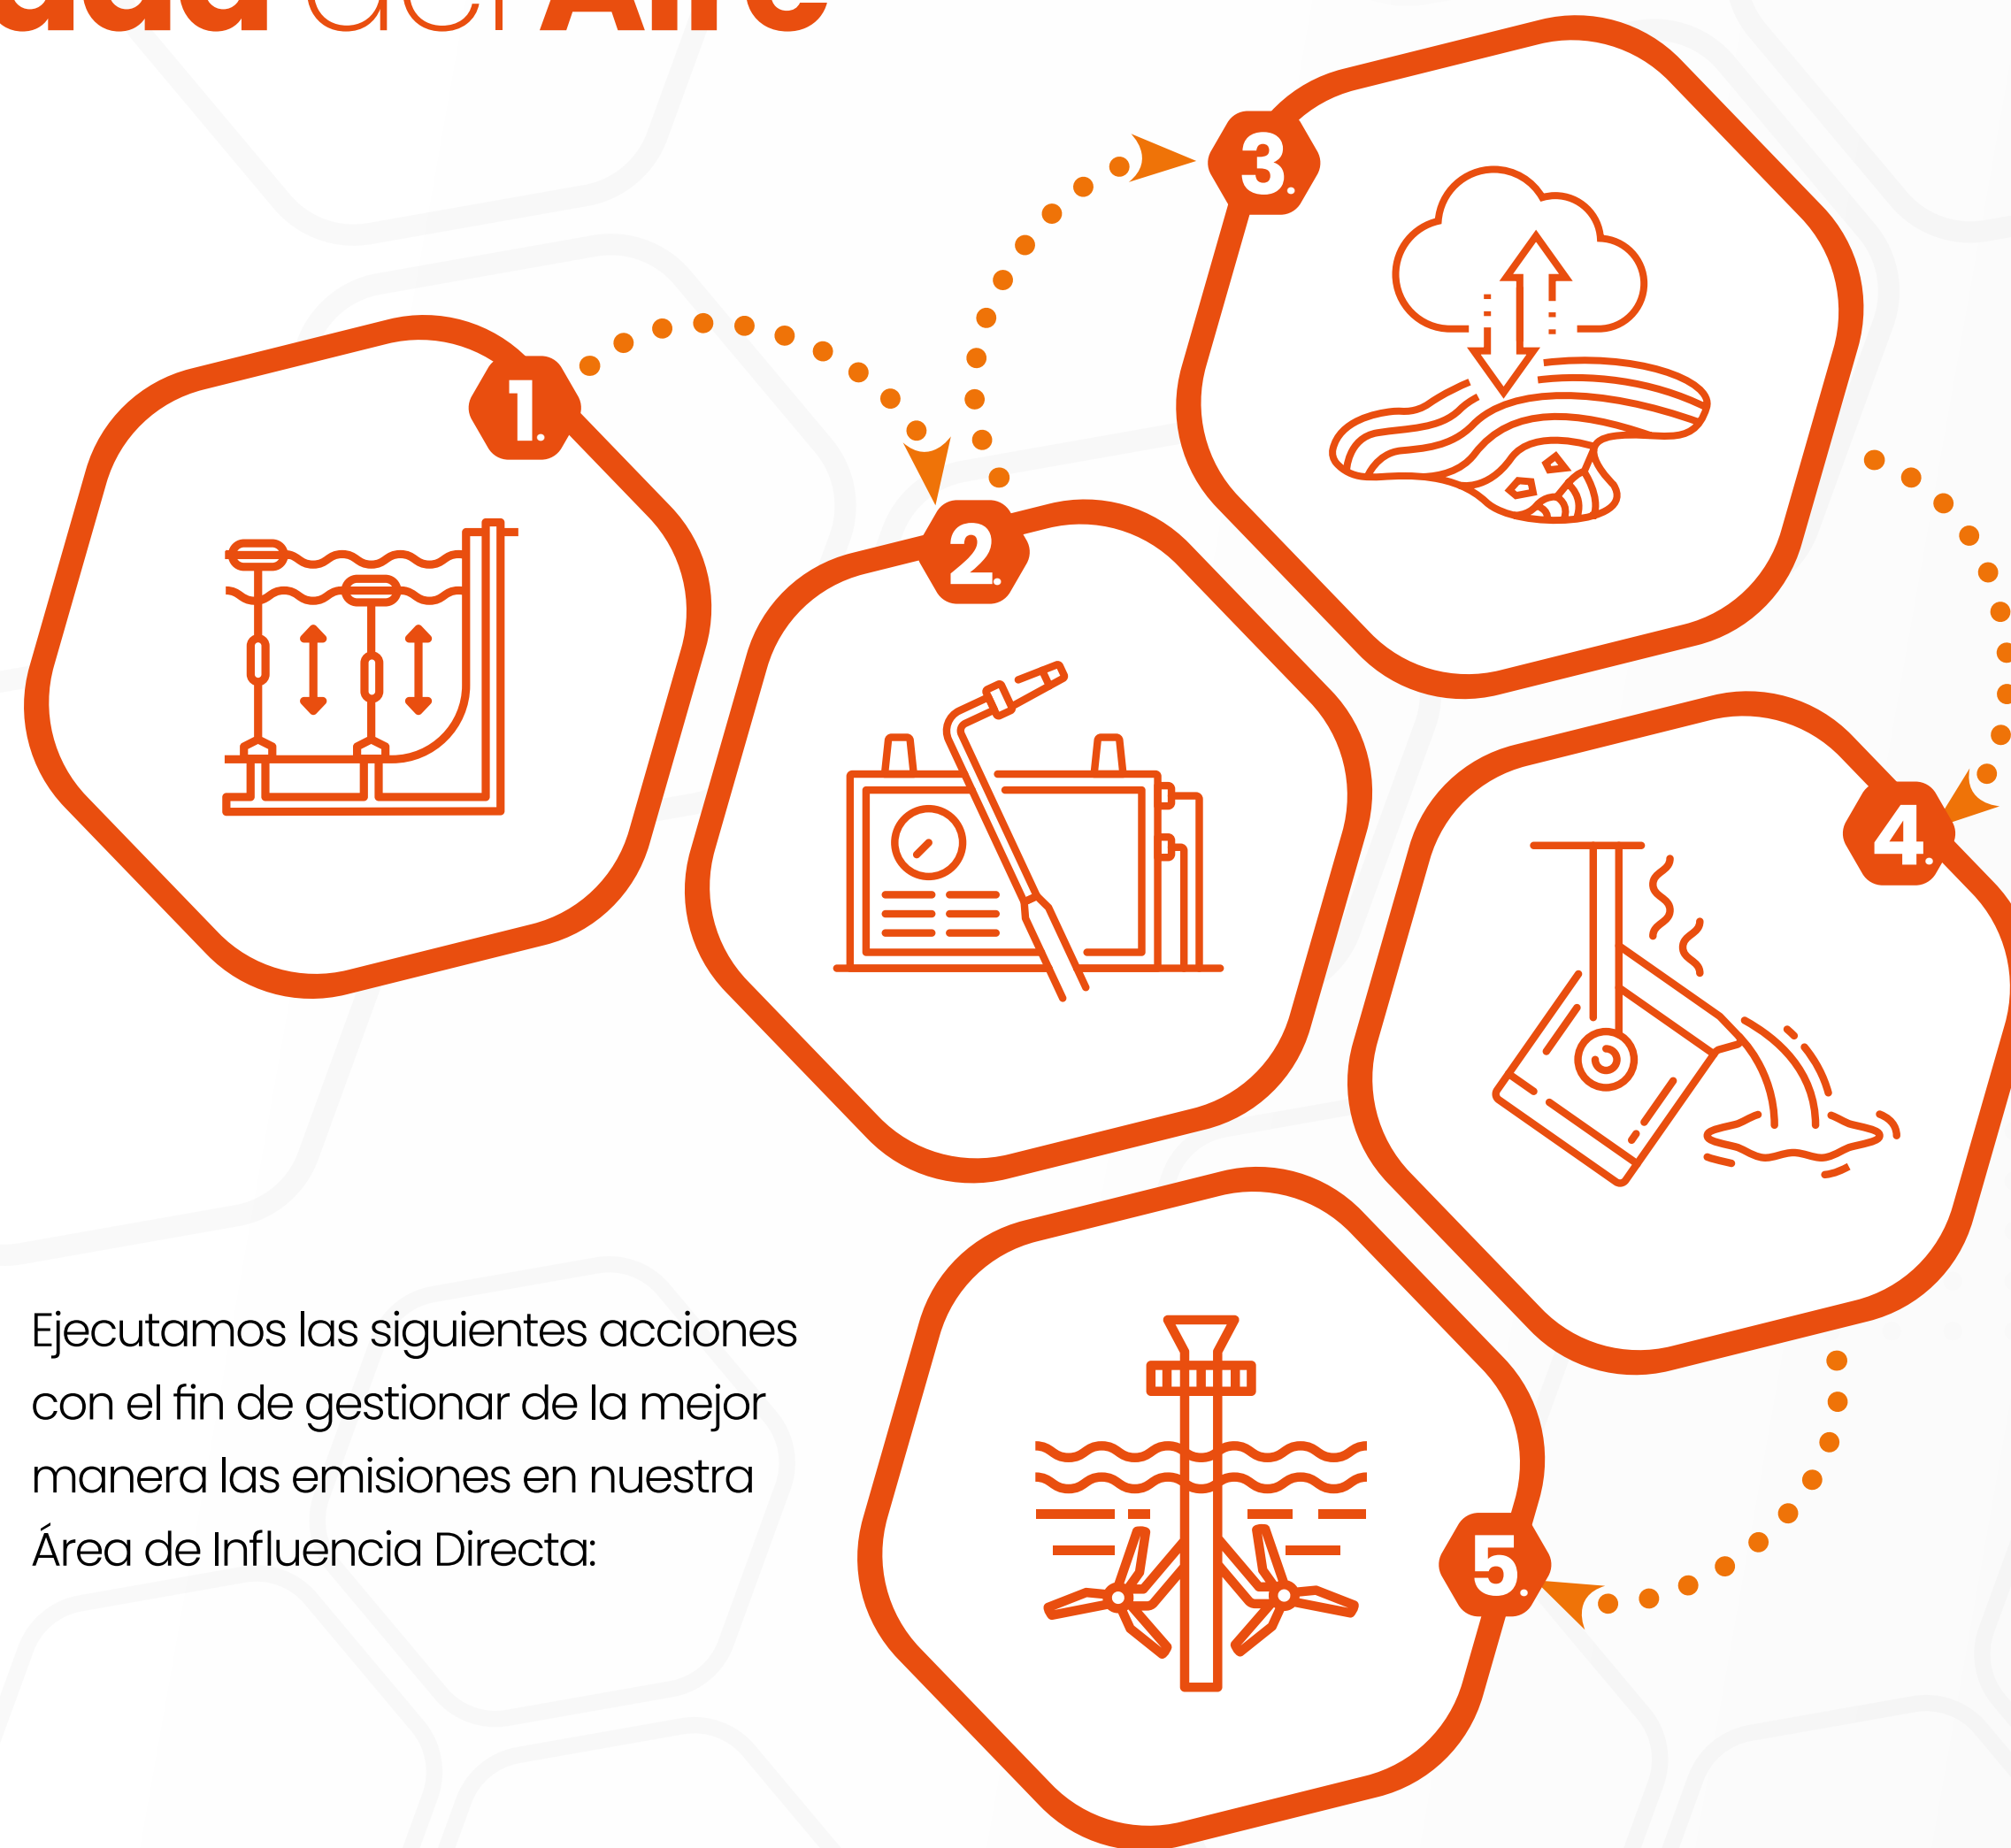 del Aire
1.
2.
3.
4.
5.
Ejecutamos las siguientes acciones
con el fin de gestionar de la mejor
manera las emisiones en nuestra
Área de Influencia Directa: